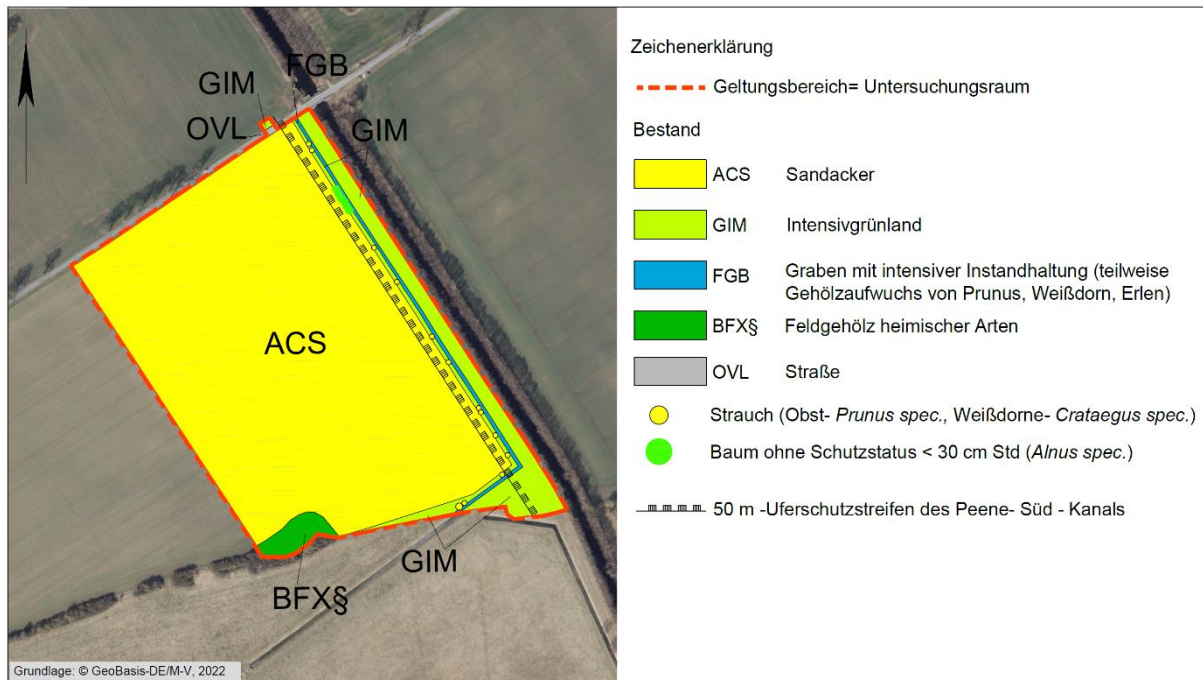 FGB
GIM
GIM
OVL
ACS
GIM
BFX§
Grundlage: © GeoBasis-DE/M-V, 2022
Zeichenerklärung
Geltungsbereich= Untersuchungsraum
Bestand
ACS Sandacker
GIM Intensivgrünland
FGB Graben mit intensiver Instandhaltung (teilweise
Gehölzaufwuchs von Prunus, Weißdorn, Erlen)
BFX§ Feldgehölz heimischer Arten
OVL Straße
Strauch (Obst- Prunus spec., Weißdorne- Crataegus spec.)
Baum ohne Schutzstatus < 30 cm Std (Alnus spec.)
50 m -Uferschutzstreifen des Peene- Süd - Kanals